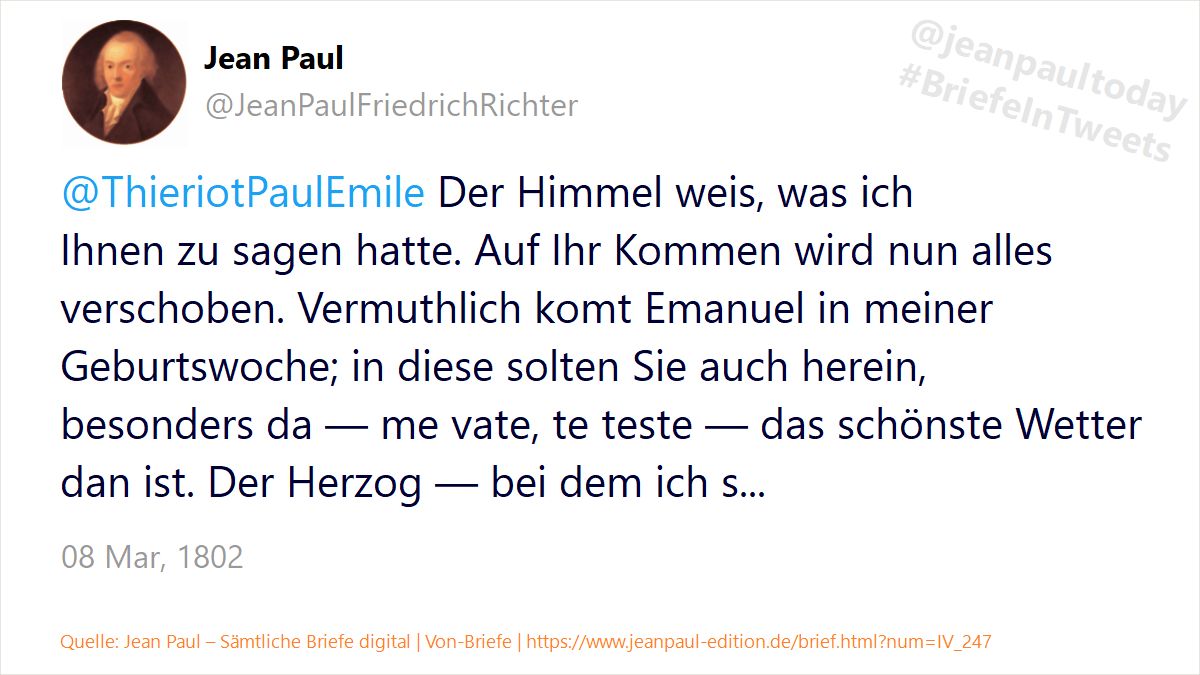 Jean Paul
@JeanPaulFriedrichRichter
@jeanpaultoday
#BriefeInTweets
@ThieriotPaulEmile Der Himmel weis, was ich
Ihnen zu sagen hatte. Auf Ihr Kommen wird nun alles
verschoben. Vermuthlich komt Emanuel in meiner
Geburtswoche; in diese solten Sie auch herein,
besonders da — me vate, te teste — das schönste Wetter
dan ist. Der Herzog — bei dem ich s...
08 Mar, 1802
Quelle: Jean Paul – Sämtliche Briefe digital | Von-Briefe | https://www.jeanpaul-edition.de/brief.html?num=IV_247